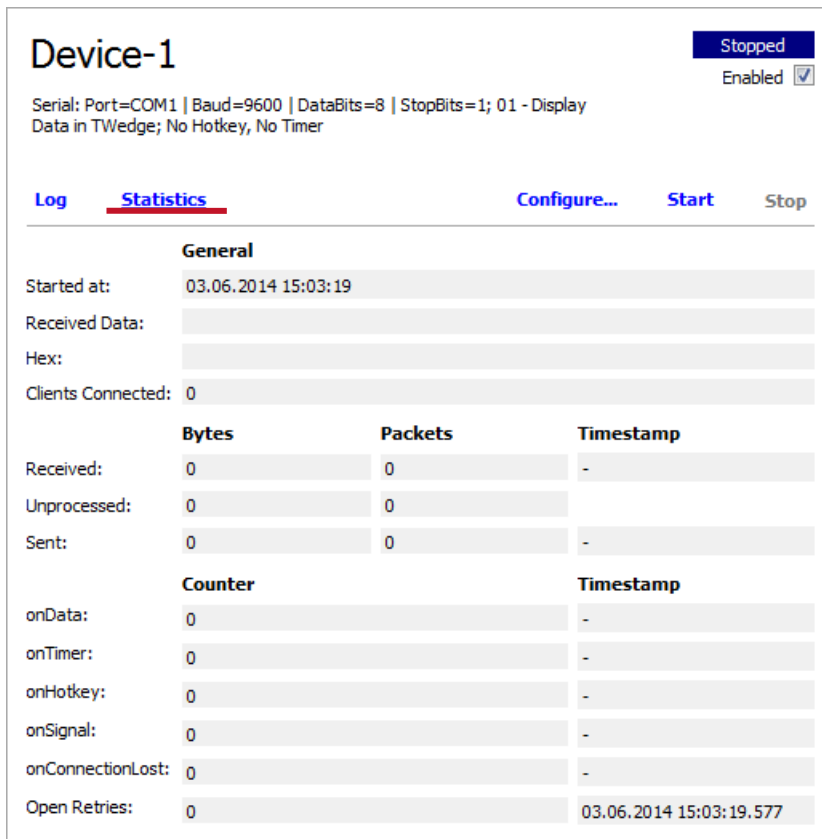 Device-1
Stopped
Enabled
Serial: Port=COM1 | Baud=9600 | DataBits=8 | StopBits=1; 01 - Display
Data in TWedge; No Hotkey, No Timer
Log Statistics Configure... Start Stop
General
Started at: 03.06.2014 15:03:19
Received Data:
Hex:
Clients Connected: 0
Bytes Packets Timestamp
Received: 0 0 -
Unprocessed: 0 0
Sent: 0 0 -
Counter Timestamp
onData: 0 -
onTimer: 0 -
onHotkey: 0 -
onSignal: 0 -
onConnectionLost: 0 -
Open Retries: 0 03.06.2014 15:03:19.577